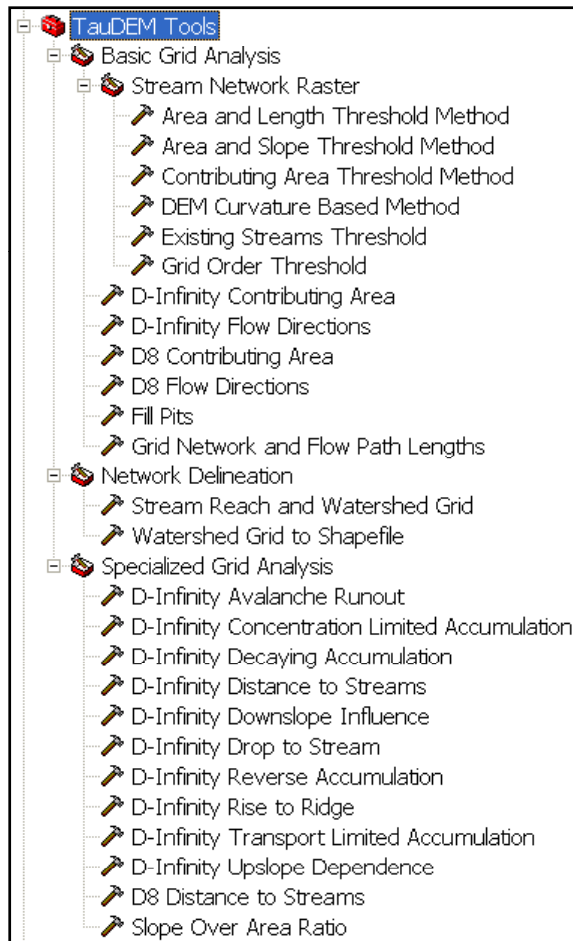 TauDEM Tools
Basic Grid Analysis
Stream Network Raster
Area and Length Threshold Method
Area and Slope Threshold Method
Contributing Area Threshold Method
DEM Curvature Based Method
Existing Streams Threshold
Grid Order Threshold
D-Infinity Contributing Area
D-Infinity Flow Directions
D8 Contributing Area
D8 Flow Directions
Fill Pits
Grid Network and Flow Path Lengths
Network Delineation
Stream Reach and Watershed Grid
Watershed Grid to Shapefile
Specialized Grid Analysis
D-Infinity Avalanche Runout
D-Infinity Concentration Limited Accumulation
D-Infinity Decaying Accumulation
D-Infinity Distance to Streams
D-Infinity Downslope Influence
D-Infinity Drop to Stream
D-Infinity Reverse Accumulation
D-Infinity Rise to Ridge
D-Infinity Transport Limited Accumulation
D-Infinity Upslope Dependence
D8 Distance to Streams
Slope Over Area Ratio